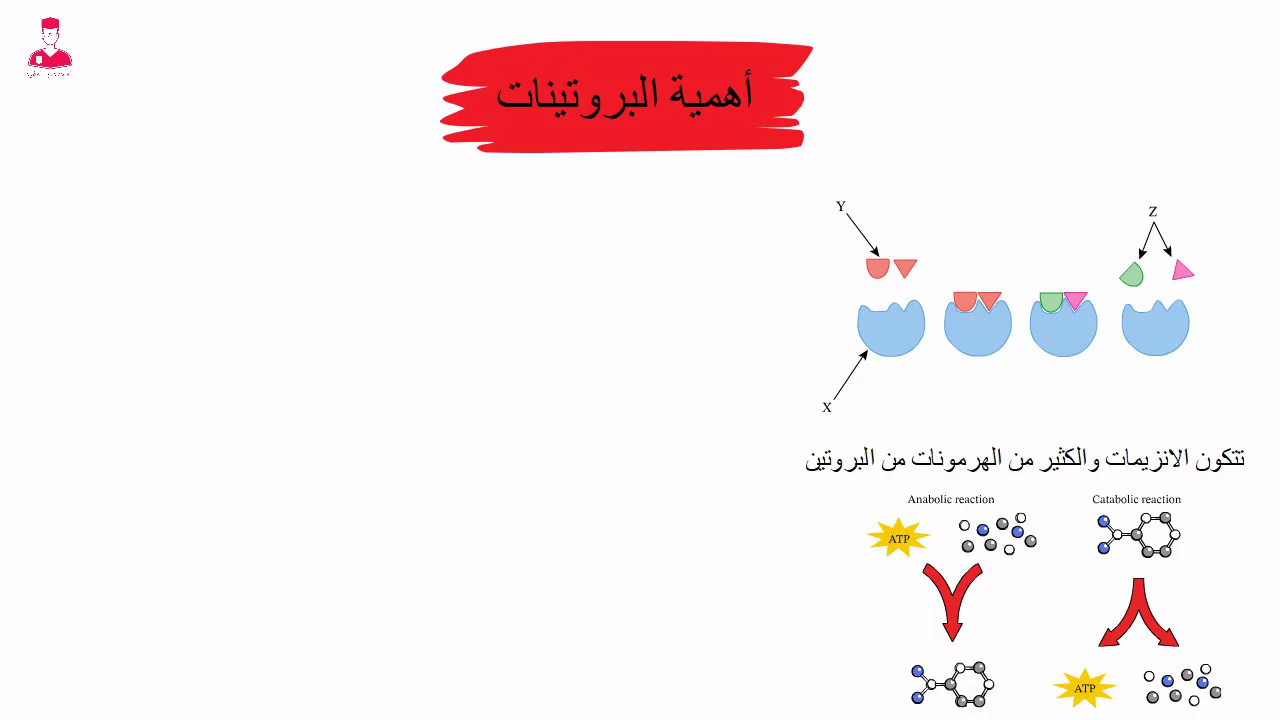 أهمية البروتينات
Y
Z
X
تتكون الانزيمات والكثير من الهرمونات من البروتين
Anabolic reaction
Catabolic reaction
ATP
ATP